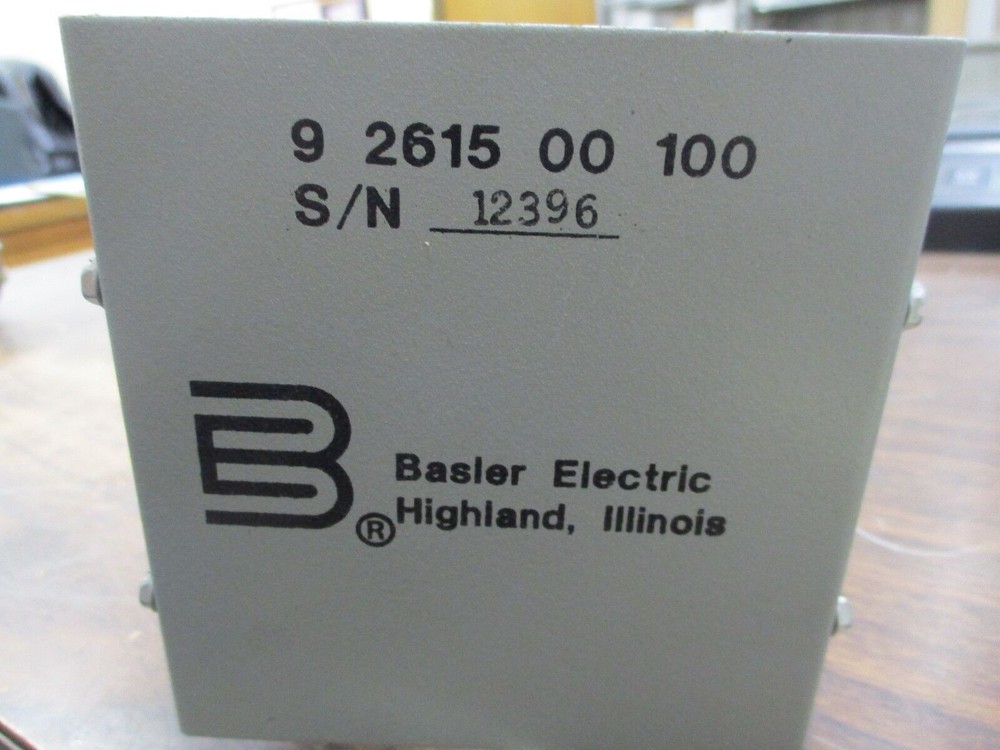 9 2615 00 100
S/N 12396
B
®
Basler Electric
Highland, Illinois